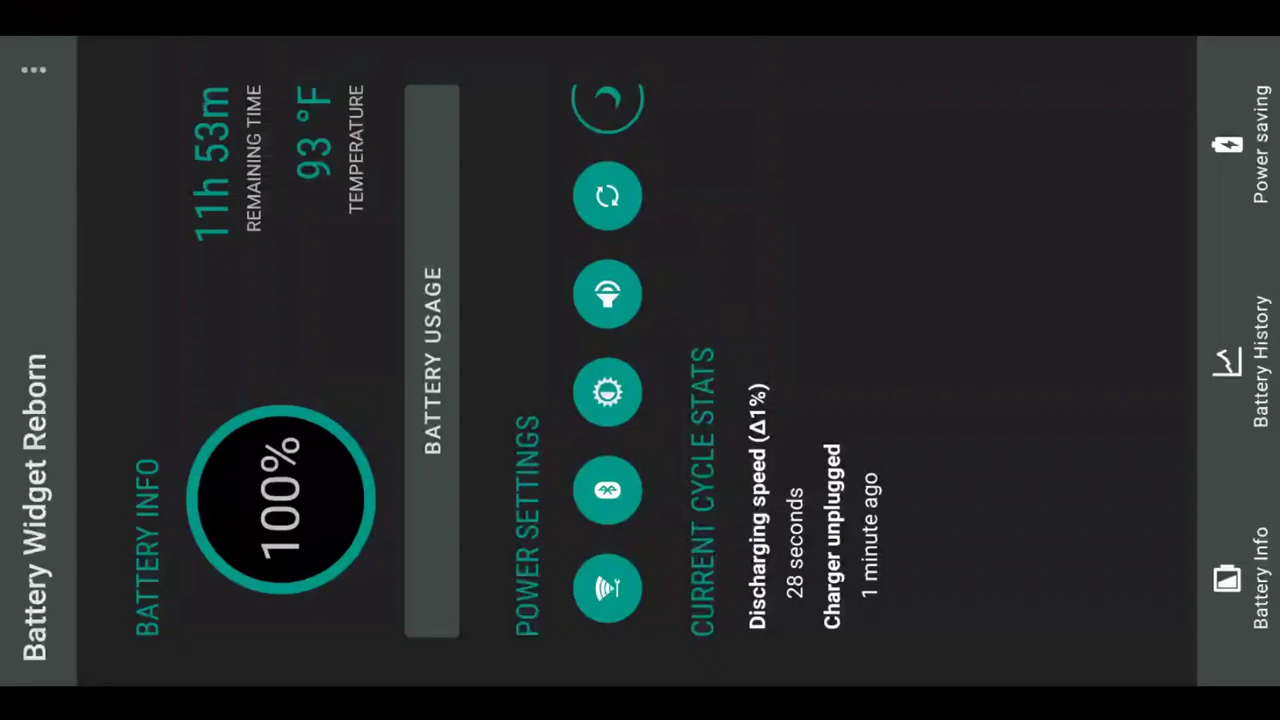 Battery Widget Reborn
BATTERY INFO
100%
11h 53m
REMAINING TIME
93 °F
TEMPERATURE
BATTERY USAGE
POWER SETTINGS
CURRENT CYCLE STATS
Discharging speed (Δ1%)
28 seconds
Charger unplugged
1 minute ago
Battery Info
Battery History
Power saving